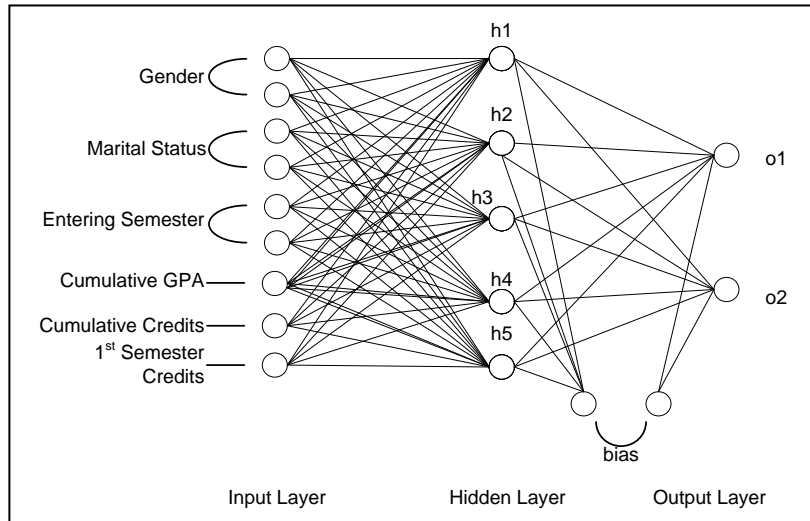 h1
Gender
h2
Marital Status
o1
h3
Entering Semester
h4
Cumulative GPA
o2
Cumulative Credits
h5
1st Semester
Credits
bias
Input Layer
Hidden Layer
Output Layer